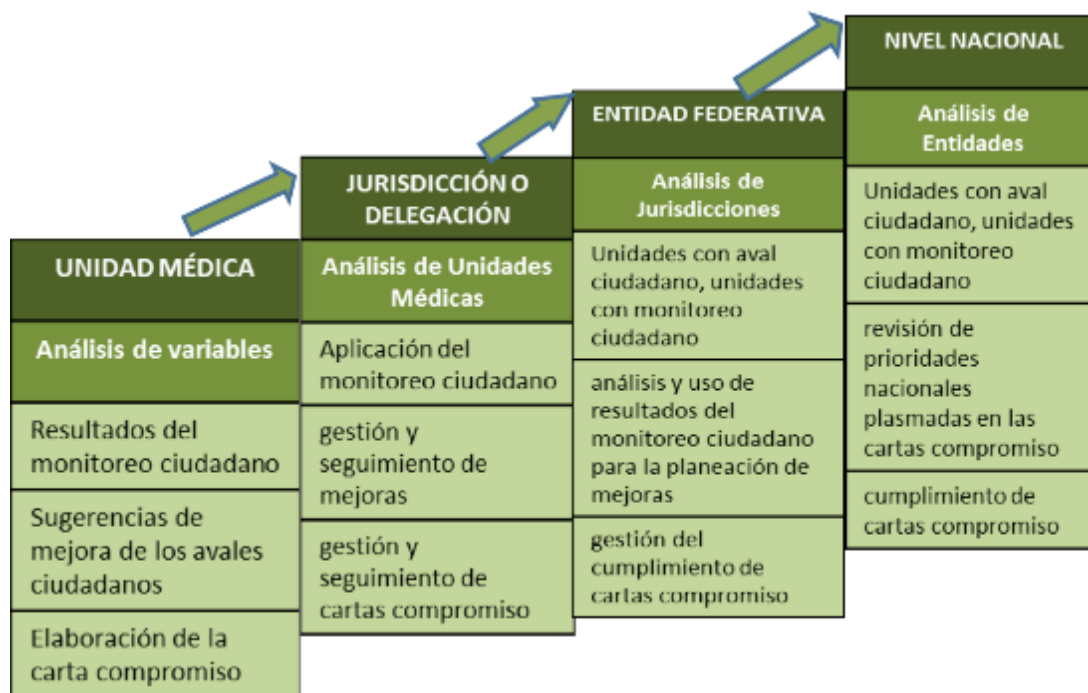 UNIDAD MÉDICA
Análisis de variables
Resultados del
monitoreo ciudadano
Sugerencias de
mejora de los avales
ciudadanos
Elaboración de la
carta compromiso
JURISDICCIÓN O
DELEGACIÓN
Análisis de Unidades
Médicas
Aplicación del
monitoreo ciudadano
gestión y
seguimiento de
mejoras
gestión y
seguimiento de
cartas compromiso
ENTIDAD FEDERATIVA
Análisis de
Jurisdicciones
Unidades con aval
ciudadano, unidades
con monitoreo
ciudadano
análisis y uso de
resultados del
monitoreo ciudadano
para la planeación de
mejoras
gestión del
cumplimiento de
cartas compromiso
NIVEL NACIONAL
Análisis de
Entidades
Unidades con aval
ciudadano, unidades
con monitoreo
ciudadano
revisión de
prioridades
nacionales
plasmadas en las
cartas compromiso
cumplimiento de
cartas compromiso